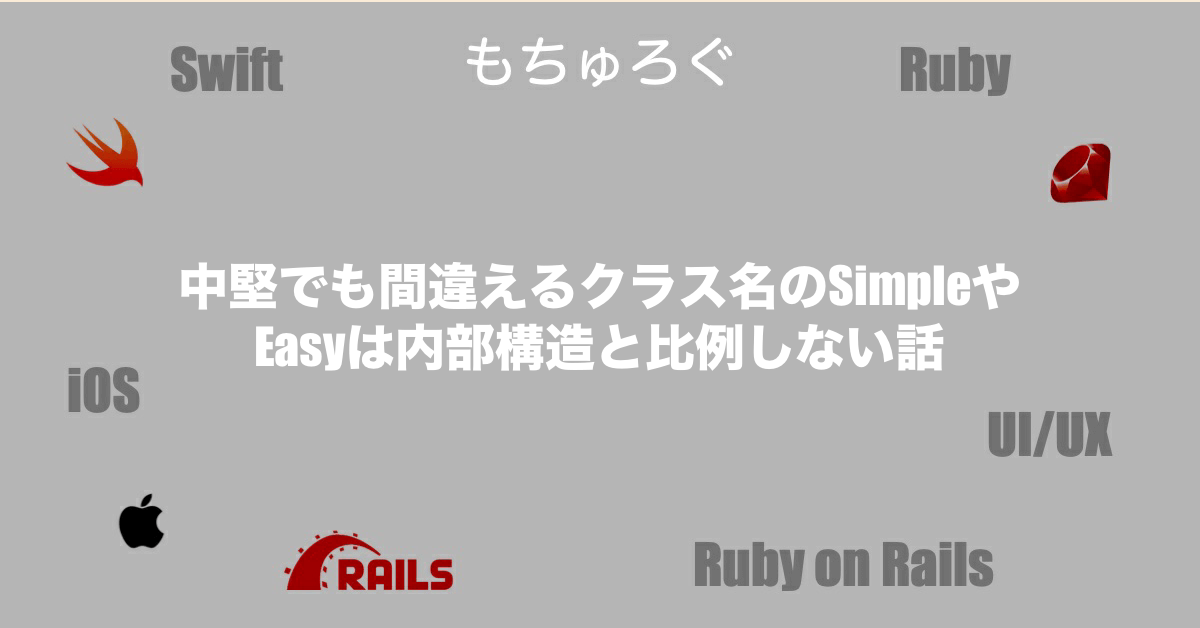 Swift
もちゅろぐ
Ruby
中堅でも間違えるクラス名のSimpleや
Easyは内部構造と比例しない話
iOS
UI/UX
RAILS
Ruby on Rails